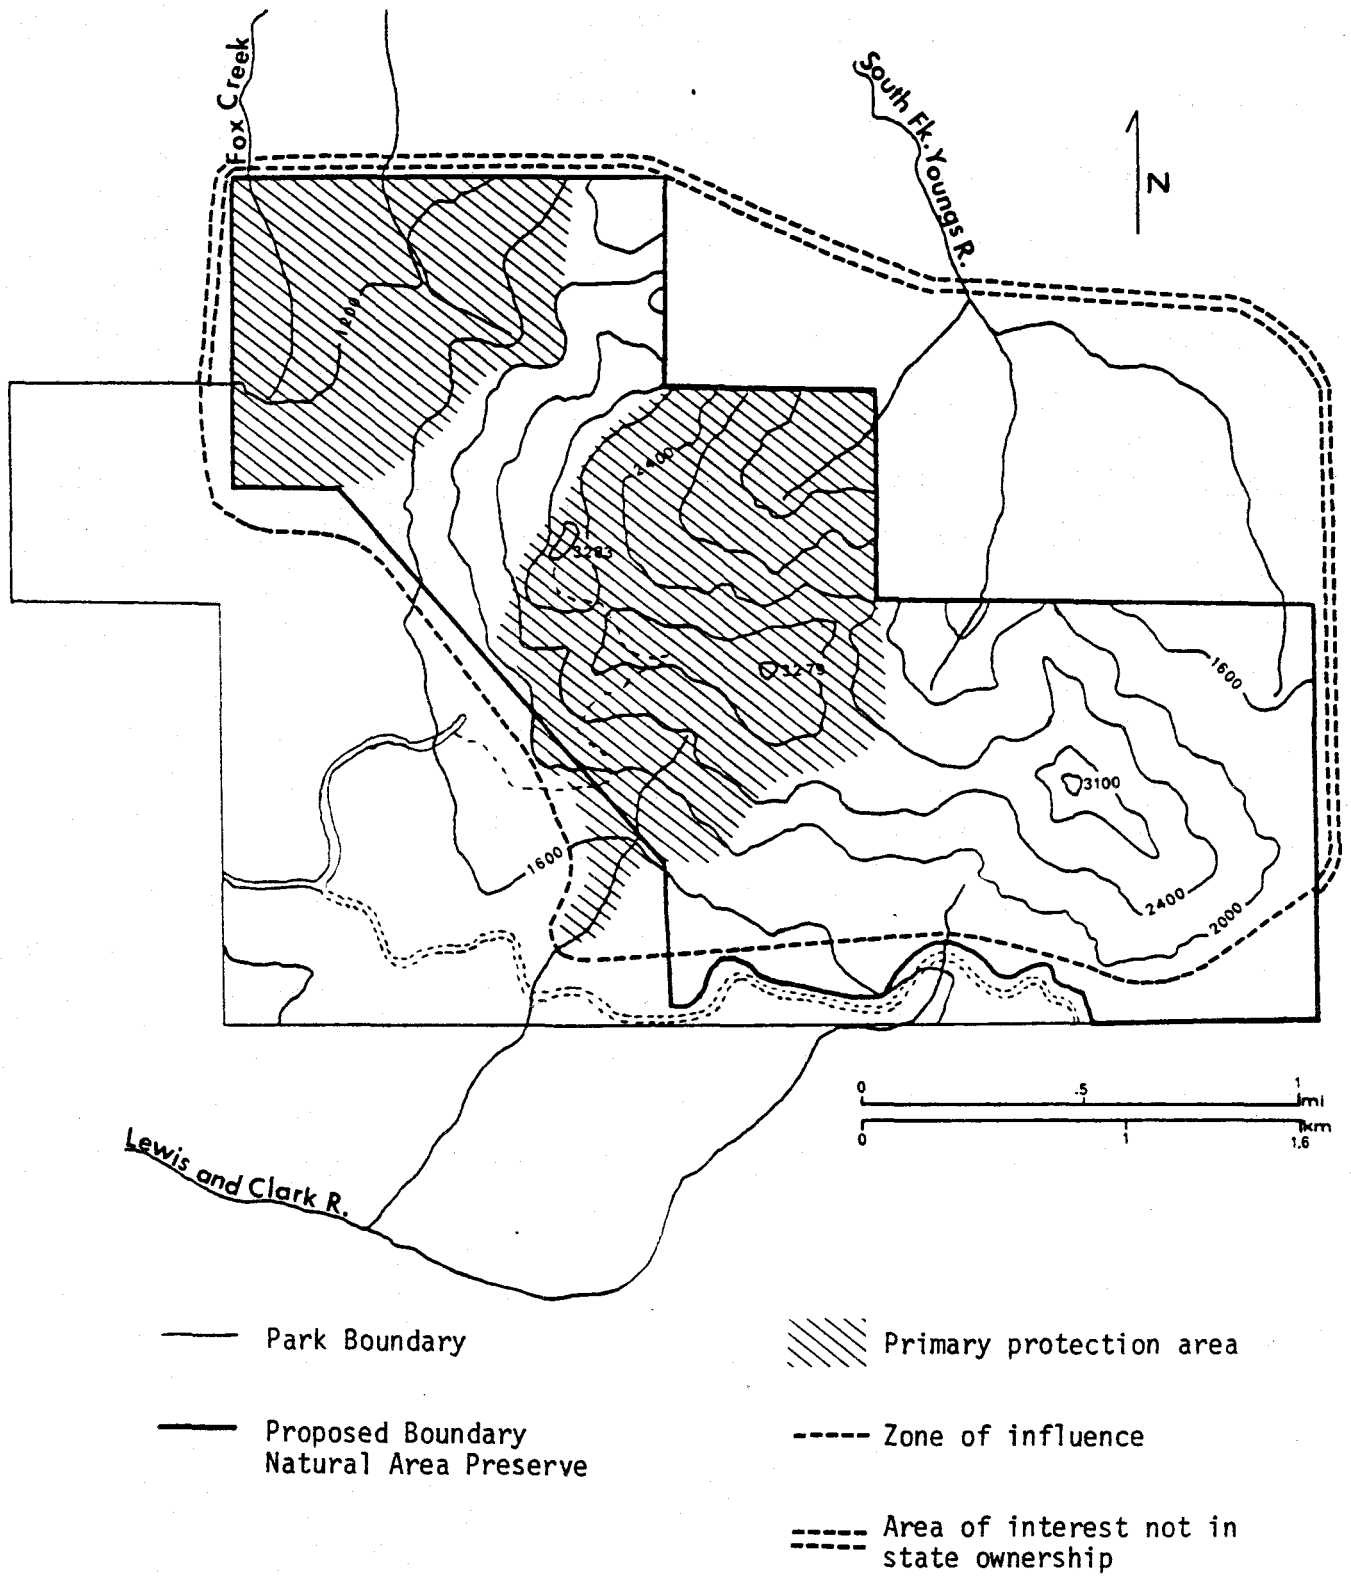 Fox Creek
South Fk. Youngs R.
N
1200
2400
3283
3279
1600
3100
1600
2400
2000
0 .5 1
mi
km
0 1 1.6
Lewis and Clark R.
Park Boundary
Primary protection area
Proposed Boundary
Natural Area Preserve
Zone of influence
Area of interest not in
state ownership